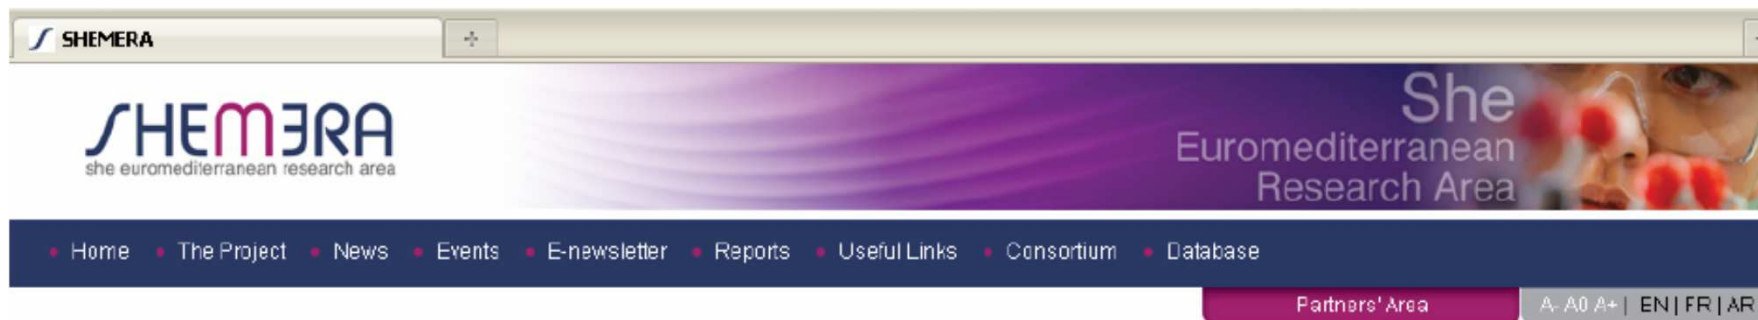 SHEMERA
SHEMERA
she euromediterranean research area
She
Euromediterranean
Research Area
Home The Project News Events E-newsletter Reports Useful Links Consortium Database
Partners' Area A- A0 A+ | EN | FR | AR